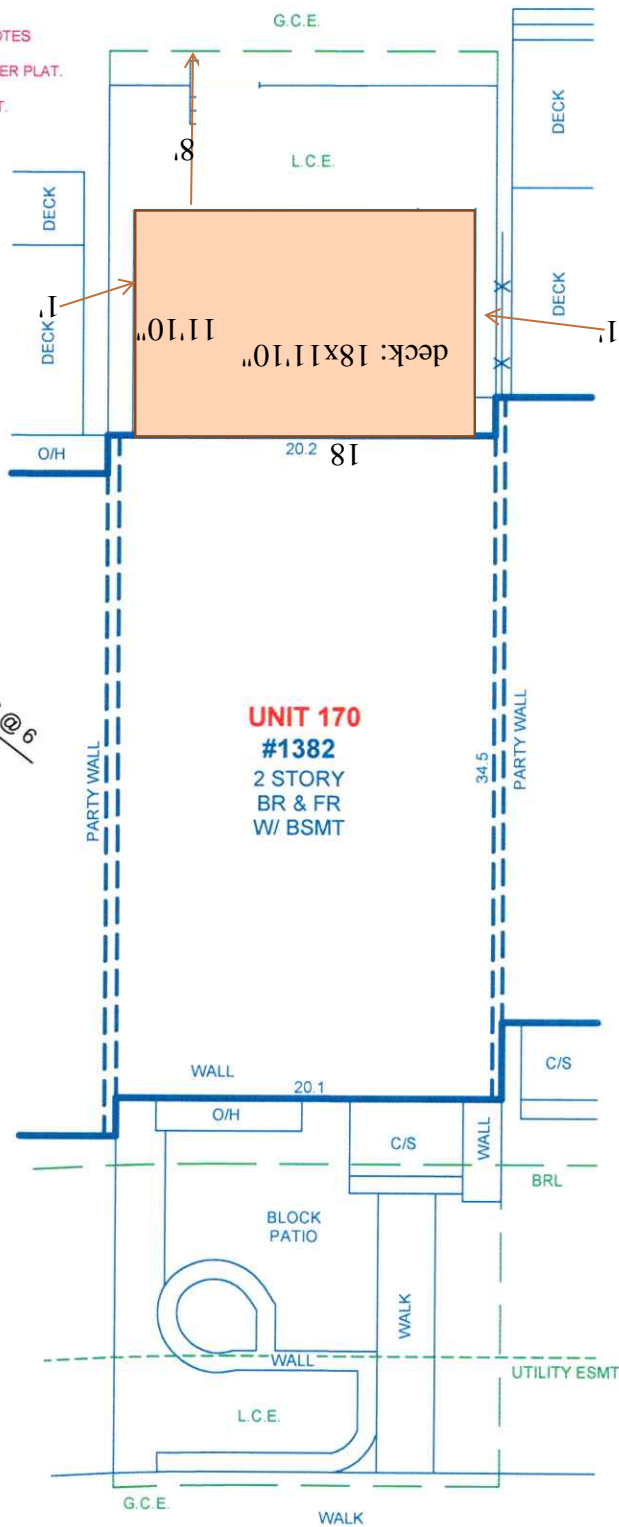 G.C.E.
OTES
ER PLAT.
T.
DECK
8'
L.C.E.
DECK
1'
DECK
11'10"
deck: 18x11'10"
DECK
1'
O/H
20.2
18
@ 6
PARTY WALL
UNIT 170
#1382
2 STORY
BR & FR
W/ BSMT
34.5
PARTY WALL
WALL
20.1
O/H
C/S
WALL
C/S
BRL
BLOCK
PATIO
WALK
WALL
UTILITY ESMT
L.C.E.
G.C.E.
WALK